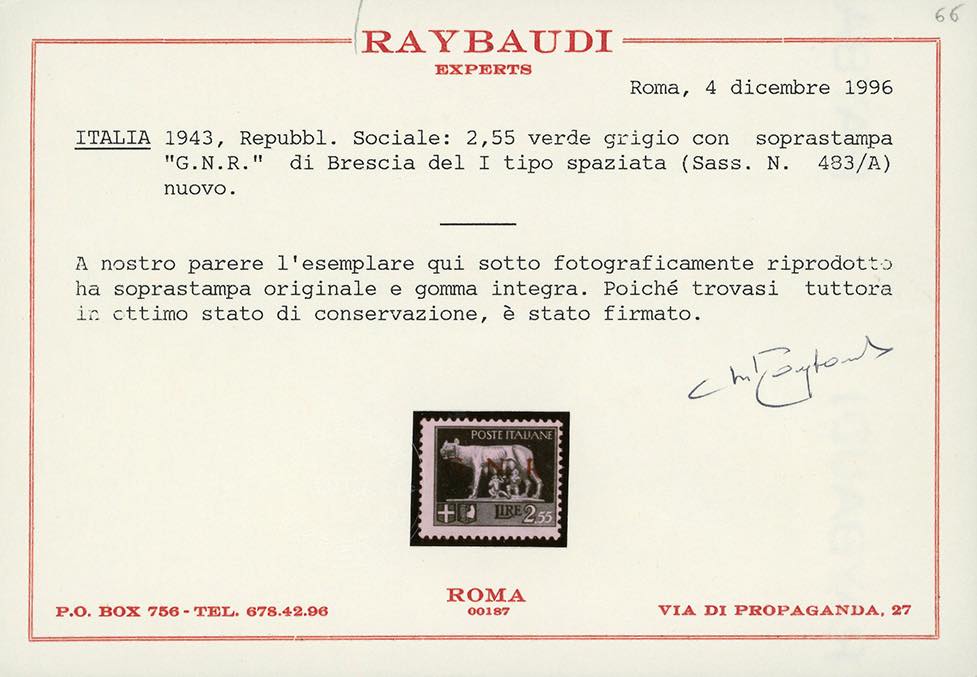 66
RAYBAUDI
EXPERTS
Roma, 4 dicembre 1996
ITALIA 1943, Repubbl. Sociale: 2,55 verde grigio con soprastampa
"G.N.R." di Brescia del I tipo spaziata (Sass. N. 483/A)
nuovo.
A nostro parere l'esemplare qui sotto fotograficamente riprodotto
ha soprastampa originale e gomma integra. Poiché trovasi tuttora
in ottimo stato di conservazione, è stato firmato.
POSTE ITALIANE
LIRE 2,55
ROMA
00187
P.O. BOX 756 - TEL. 678.42.96
VIA DI PROPAGANDA, 27